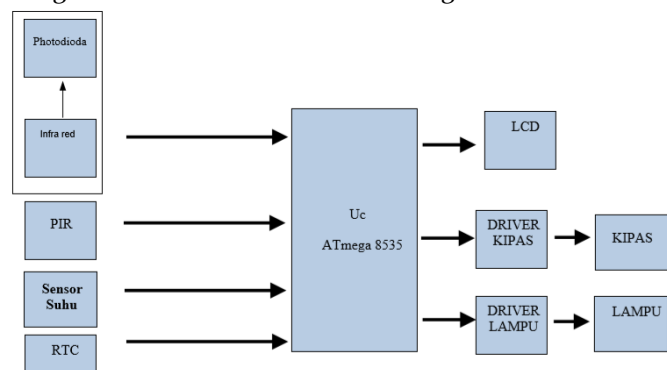 Photodioda
Infra red
PIR
Sensor
Suhu
RTC
Uc
ATmega 8535
LCD
DRIVER
KIPAS
KIPAS
DRIVER
LAMPU
LAMPU